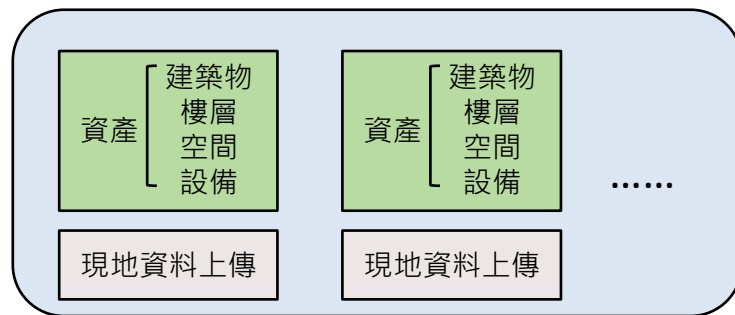 資產
建築物
樓層
空間
設備
現地資料上傳
資產
建築物
樓層
空間
設備
現地資料上傳
......